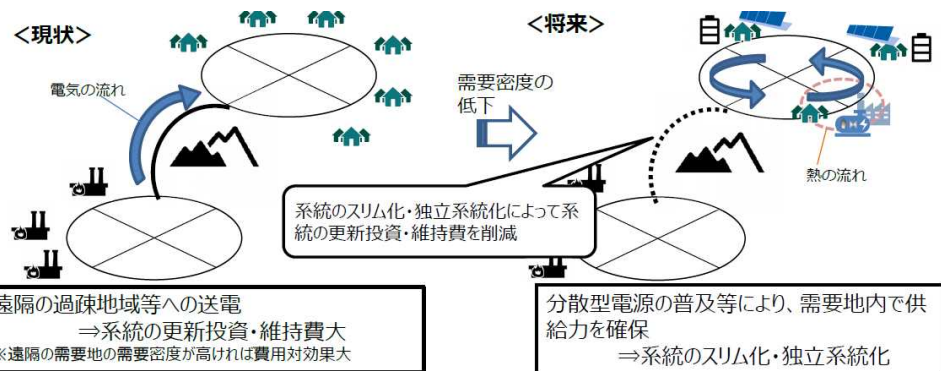 <現状>
電気の流れ
需要密度の
低下
<将来>
熱の流れ
系統のスリム化・独立系統化によって系
統の更新投資・維持費を削減
遠隔の過疎地域等への送電
⇒系統の更新投資・維持費大
※遠隔の需要地の需要密度が高ければ費用対効果大
分散型電源の普及等により、需要地内で供
給力を確保
⇒系統のスリム化・独立系統化